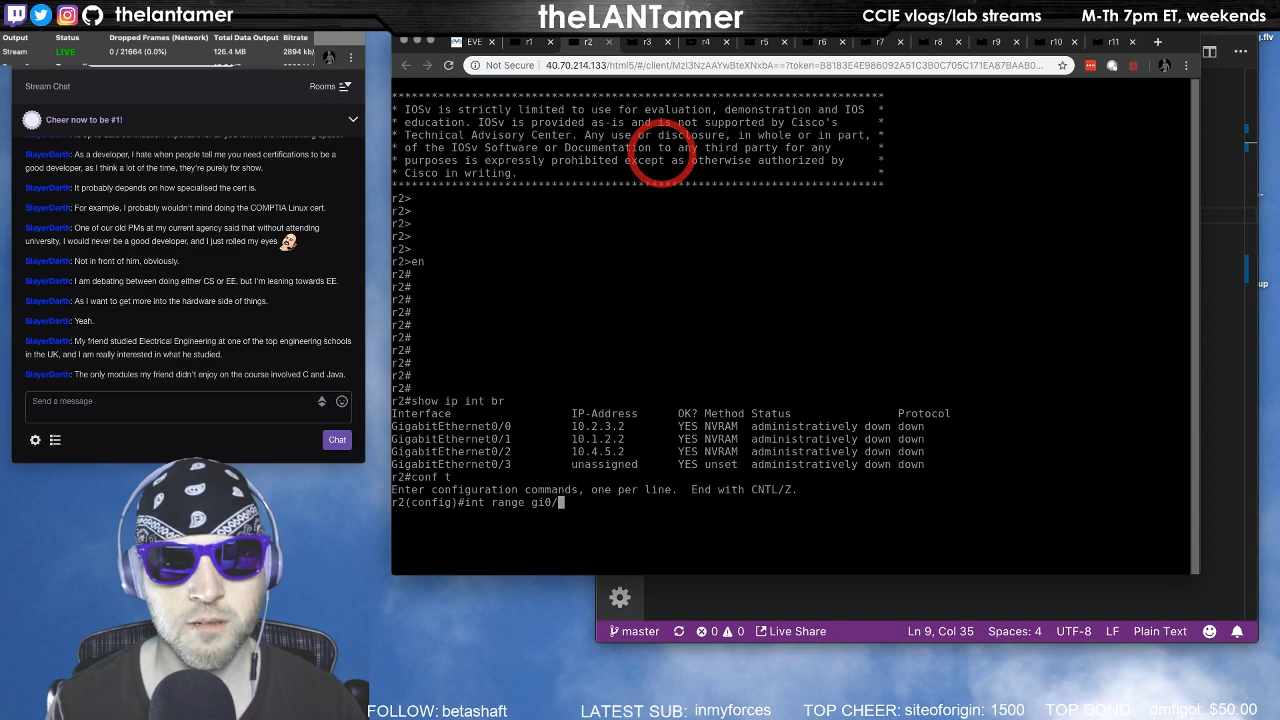 thelantamer
theLANTamer
CCIE vlogs/lab streams
M-Th 7pm ET, weekends
Output Status Dropped Frames (Network) Total Data Output Bitrate
Stream LIVE 0 / 21664 (0.0%) 126.4 MB 2894 kb/
EVE r1 r2 r3 r4 r5 r6 r7 r8 r9 r10 r11
Not Secure 40.70.214.133/html5/#/client/MzI3NzAAYwBteXNxbA==?token=B8183E4E986092A51C3B0C705C171EA87BAAB0...
.flv
Stream Chat
Rooms
Cheer now to be #1!
SlayerDarth: As a developer, I hate when people tell me you need certifications to be a
good developer, as I think a lot of the time, they're purely for show.
SlayerDarth: It probably depends on how specialised the cert is.
SlayerDarth: For example, I probably wouldn't mind doing the COMPTIA Linux cert.
SlayerDarth: One of our old PMs at my current agency said that without attending
university, I would never be a good developer, and I just rolled my eyes
SlayerDarth: Not in front of him, obviously.
SlayerDarth: I am debating between doing either CS or EE, but I'm leaning towards EE.
SlayerDarth: As I want to get more into the hardware side of things.
SlayerDarth: Yeah.
SlayerDarth: My friend studied Electrical Engineering at one of the top engineering schools
in the UK, and I am really interested in what he studied.
SlayerDarth: The only modules my friend didn't enjoy on the course involved C and Java.
Send a message
Chat
**************************************************************************
* IOSv is strictly limited to use for evaluation, demonstration and IOS *
* education. IOSv is provided as-is and is not supported by Cisco's *
* Technical Advisory Center. Any use or disclosure, in whole or in part, *
* of the IOSv Software or Documentation to any third party for any *
* purposes is expressly prohibited except as otherwise authorized by *
* Cisco in writing. *
**************************************************************************
r2>
r2>
r2>
r2>
r2>
r2>en
r2#
r2#
r2#
r2#
r2#
r2#
r2#
r2#
r2#
r2#
r2#show ip int br
Interface IP-Address OK? Method Status Protocol
GigabitEthernet0/0 10.2.3.2 YES NVRAM administratively down down
GigabitEthernet0/1 10.1.2.2 YES NVRAM administratively down down
GigabitEthernet0/2 10.4.5.2 YES NVRAM administratively down down
GigabitEthernet0/3 unassigned YES unset administratively down down
r2#conf t
Enter configuration commands, one per line. End with CNTL/Z.
r2(config)#int range gi0/
up
master 0 0 Live Share Ln 9, Col 35 Spaces: 4 UTF-8 LF Plain Text
FOLLOW: betashaft LATEST SUB: inmyforces TOP CHEER: siteoforigin: 1500 TOP DONO: dmfigol: $50.00